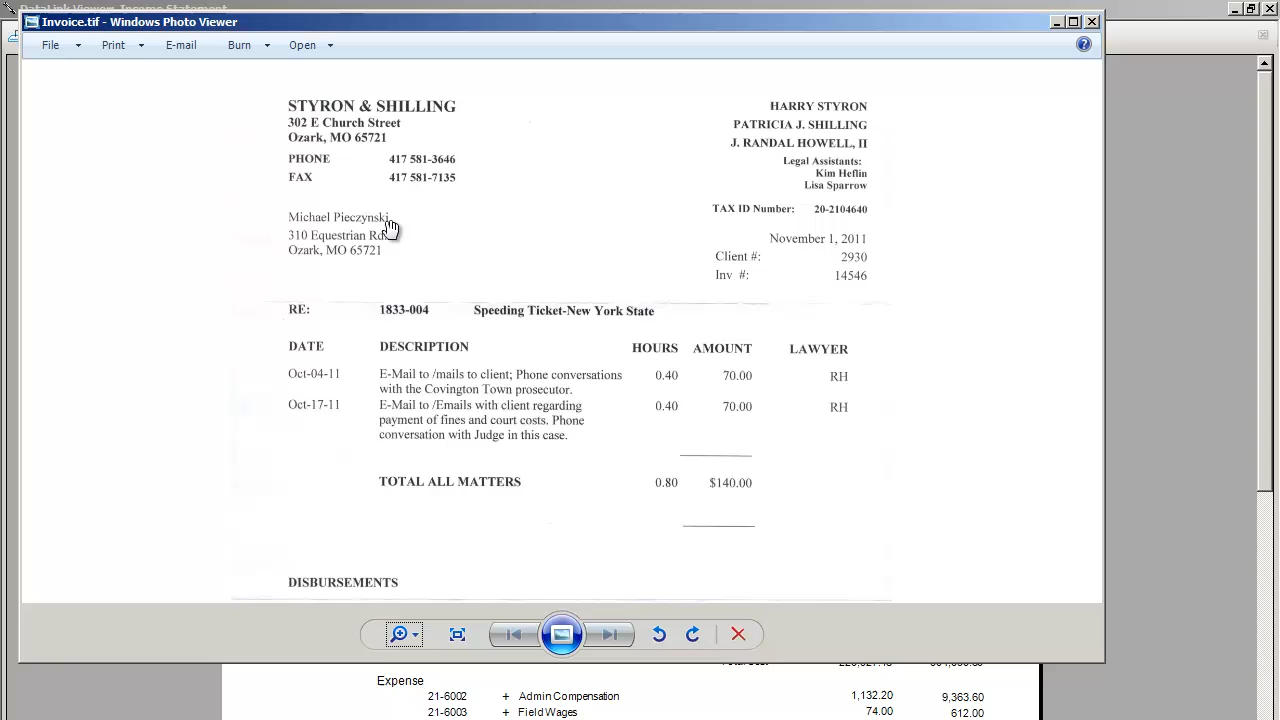 DataLink Viewer: Income Statement
Invoice.tif - Windows Photo Viewer
File Print E-mail Burn Open
STYRON & SHILLING
302 E Church Street
Ozark, MO 65721
PHONE 417 581-3646
FAX 417 581-7135
HARRY STYRON
PATRICIA J. SHILLING
J. RANDAL HOWELL, II
Legal Assistants:
Kim Heflin
Lisa Sparrow
TAX ID Number: 20-2104640
Michael Pieczynski
310 Equestrian Rd.
Ozark, MO 65721
November 1, 2011
Client #: 2930
Inv #: 14546
RE: 1833-004 Speeding Ticket-New York State
DATE DESCRIPTION HOURS AMOUNT LAWYER
Oct-04-11 E-Mail to /mails to client; Phone conversations 0.40 70.00 RH
with the Covington Town prosecutor.
Oct-17-11 E-Mail to /Emails with client regarding 0.40 70.00 RH
payment of fines and court costs. Phone
conversation with Judge in this case.
TOTAL ALL MATTERS 0.80 $140.00
DISBURSEMENTS
Expense
21-6002 + Admin Compensation 1,132.20 9,363.60
21-6003 + Field Wages 74.00 612.00